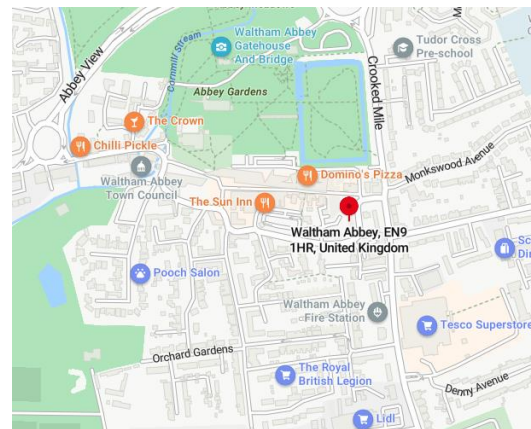 Waltham Abbey
Gatehouse
And Bridge
Tudor Cross
Pre-school
Abbey View
Cornmill Stream
Abbey Gardens
Crooked Mile
The Crown
Chilli Pickle
Waltham Abbey
Town Council
Domino's Pizza
Monkswood Avenue
The Sun Inn
Waltham Abbey, EN9
1HR, United Kingdom
Sc
Di
Pooch Salon
Waltham Abbey
Fire Station
Tesco Superstore
Orchard Gardens
The Royal
British Legion
Denny Avenue
Lidl